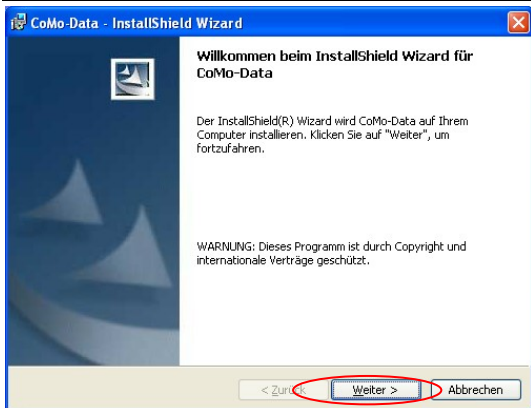 CoMo-Data - InstallShield Wizard
Willkommen beim InstallShield Wizard für
CoMo-Data
Der InstallShield(R) Wizard wird CoMo-Data auf Ihrem
Computer installieren. Klicken Sie auf "Weiter", um
fortzufahren.
WARNUNG: Dieses Programm ist durch Copyright und
internationale Verträge geschützt.
< Zurück Weiter > Abbrechen